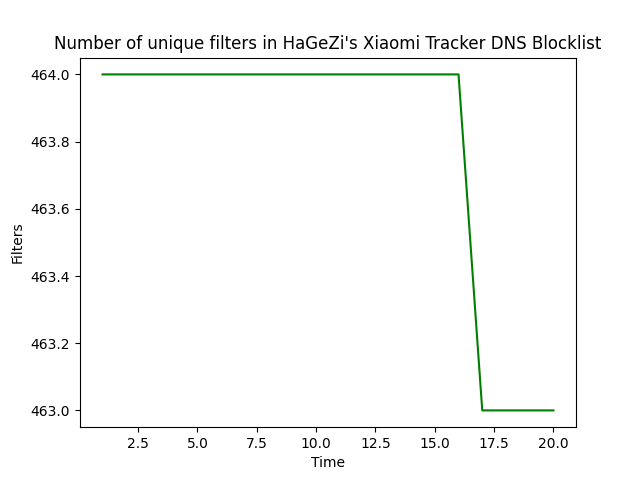 Number of unique filters in HaGeZi's Xiaomi Tracker DNS Blocklist
464.0
463.8
463.6
463.4
463.2
463.0
Filters
2.5 5.0 7.5 10.0 12.5 15.0 17.5 20.0
Time